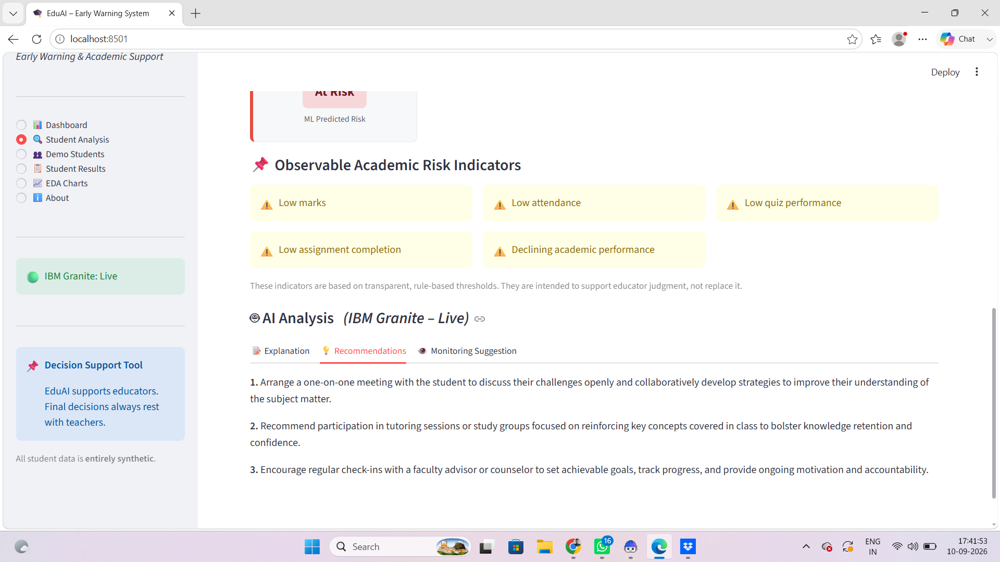 EduAI – Early Warning System
localhost:8501
Chat
Early Warning & Academic Support
Deploy
Dashboard
Student Analysis
Demo Students
Student Results
EDA Charts
About
IBM Granite: Live
Decision Support Tool
EduAI supports educators.
Final decisions always rest
with teachers.
All student data is entirely synthetic.
At Risk
ML Predicted Risk
Observable Academic Risk Indicators
Low marks
Low attendance
Low quiz performance
Low assignment completion
Declining academic performance
These indicators are based on transparent, rule-based thresholds. They are intended to support educator judgment, not replace it.
AI Analysis (IBM Granite – Live)
Explanation
Recommendations
Monitoring Suggestion
1. Arrange a one-on-one meeting with the student to discuss their challenges openly and collaboratively develop strategies to improve their understanding of
the subject matter.
2. Recommend participation in tutoring sessions or study groups focused on reinforcing key concepts covered in class to bolster knowledge retention and
confidence.
3. Encourage regular check-ins with a faculty advisor or counselor to set achievable goals, track progress, and provide ongoing motivation and accountability.
Search
16
ENG
IN
17:41:53
10-09-2026